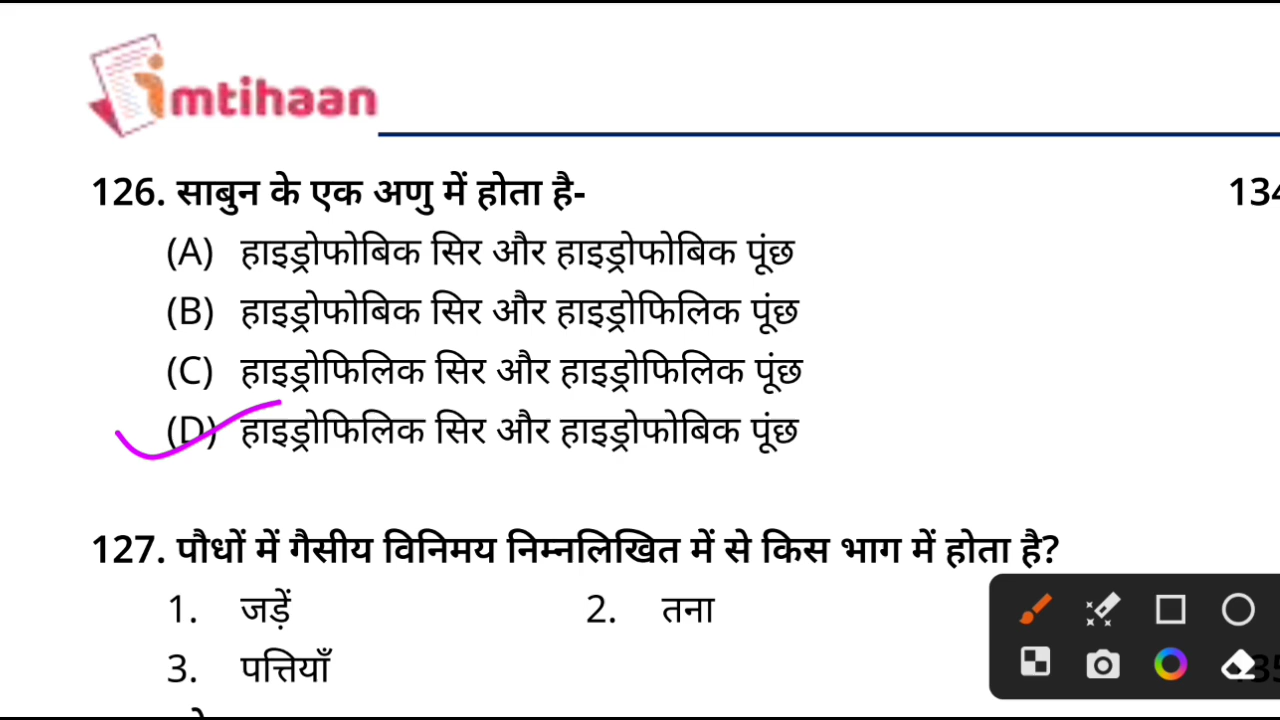 imtihaan
126. साबुन के एक अणु में होता है-
(A) हाइड्रोफोबिक सिर और हाइड्रोफोबिक पूंछ
(B) हाइड्रोफोबिक सिर और हाइड्रोफिलिक पूंछ
(C) हाइड्रोफिलिक सिर और हाइड्रोफिलिक पूंछ
(D) हाइड्रोफिलिक सिर और हाइड्रोफोबिक पूंछ
127. पौधों में गैसीय विनिमय निम्नलिखित में से किस भाग में होता है?
1. जड़ें 2. तना
3. पत्तियाँ